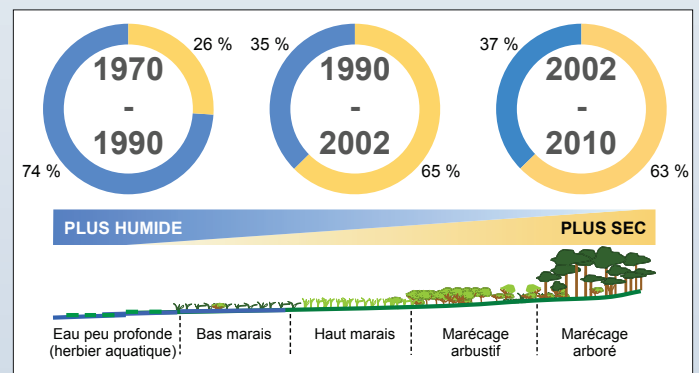 26 %
1970
-
1990
74 %
35 %
1990
-
2002
65 %
37 %
2002
-
2010
63 %
PLUS HUMIDE
PLUS SEC
Eau peu profonde
(herbier aquatique)
Bas marais
Haut marais
Marécage
arbustif
Marécage
arboré